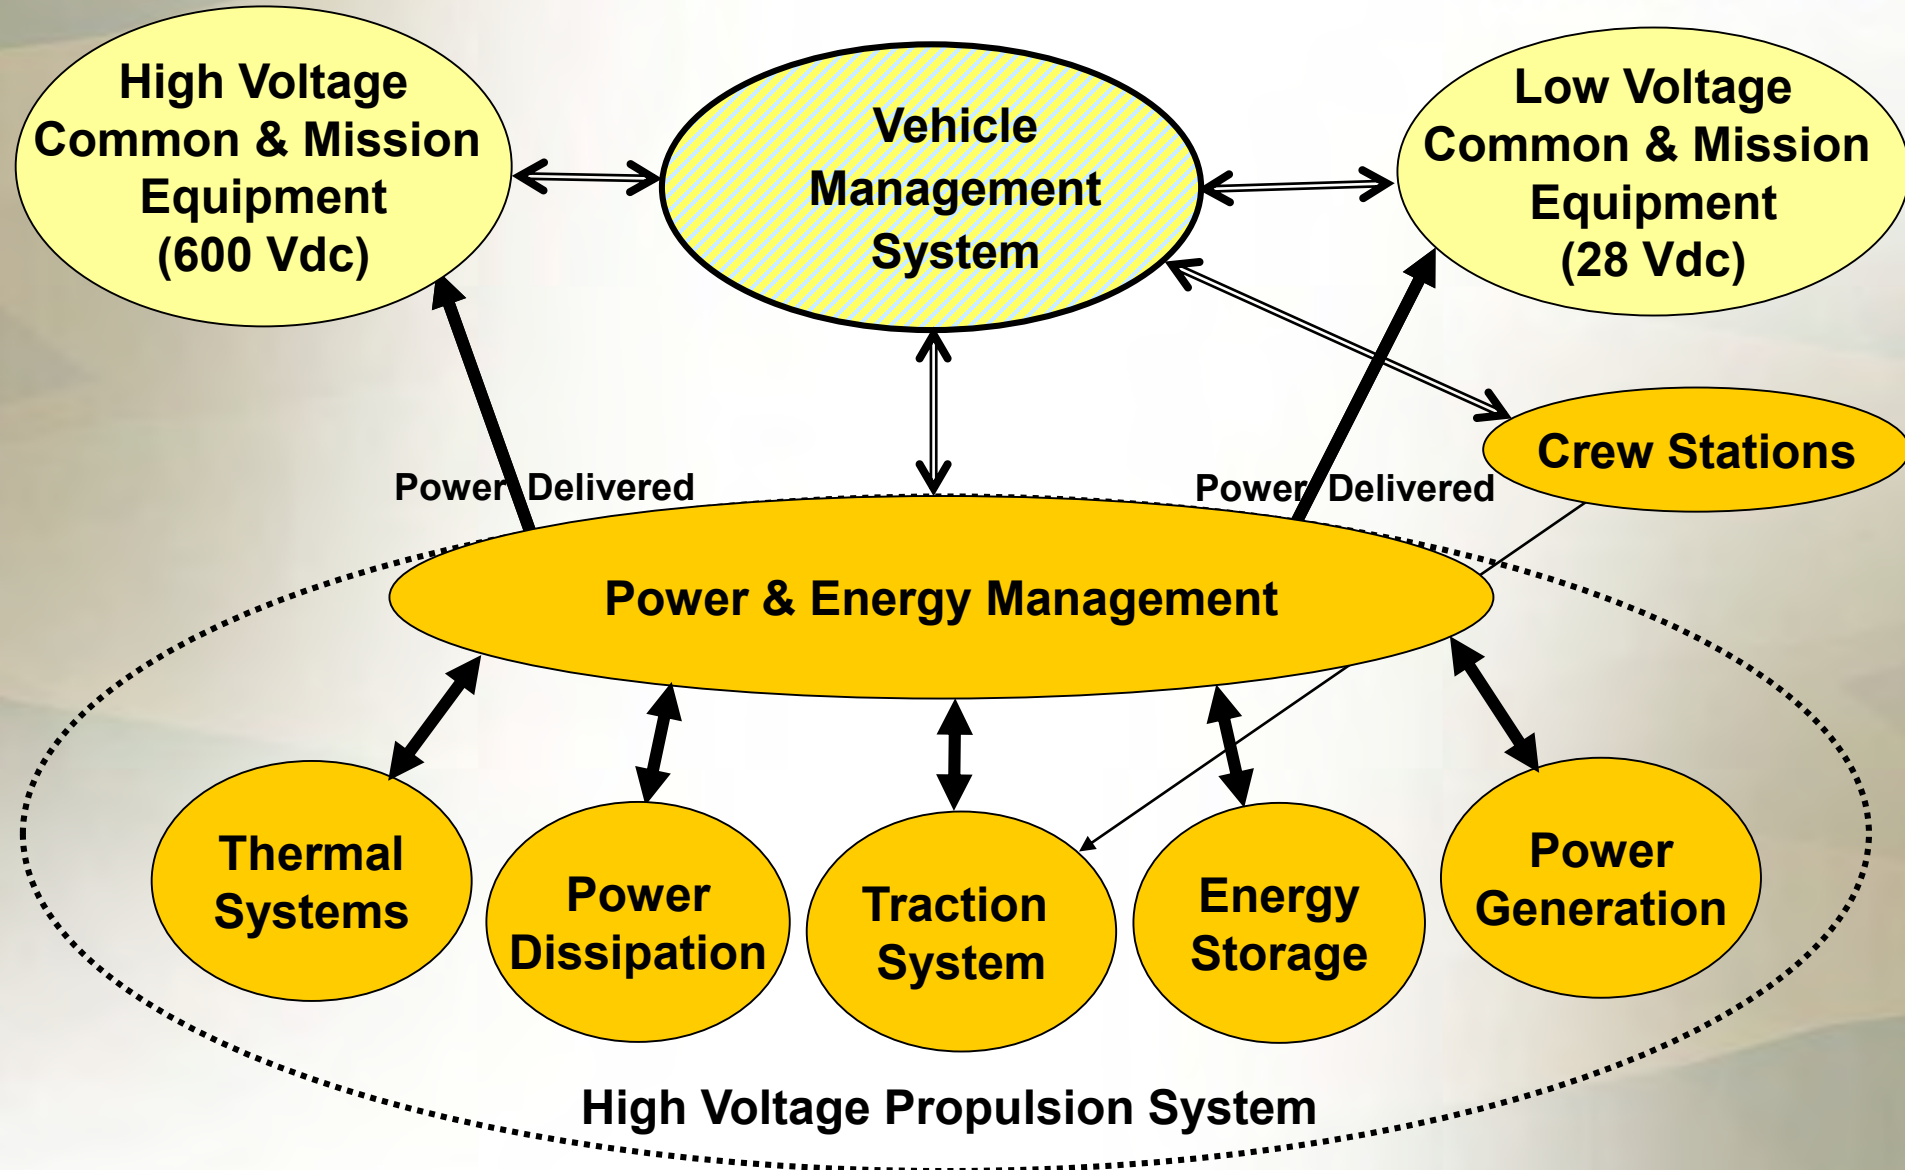 High Voltage
Common & Mission
Equipment
(600 Vdc)
Vehicle
Management
System
Low Voltage
Common & Mission
Equipment
(28 Vdc)
Crew Stations
Power Delivered
Power Delivered
Power & Energy Management
Thermal
Systems
Power
Dissipation
Traction
System
Energy
Storage
Power
Generation
High Voltage Propulsion System